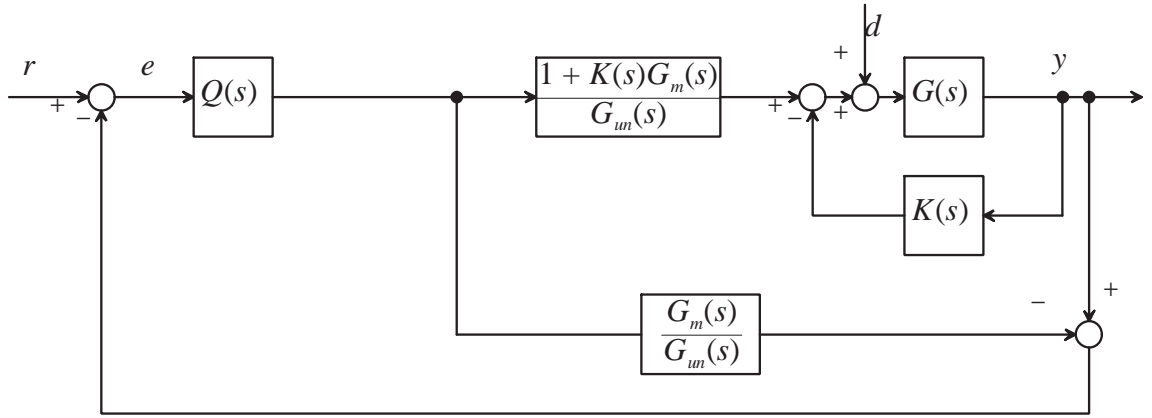 d
+
r
e
y
Q(s)
1 + K(s)G_m(s)
G_un(s)
G(s)
+
−
+
−
+
K(s)
−
+
G_m(s)
G_un(s)